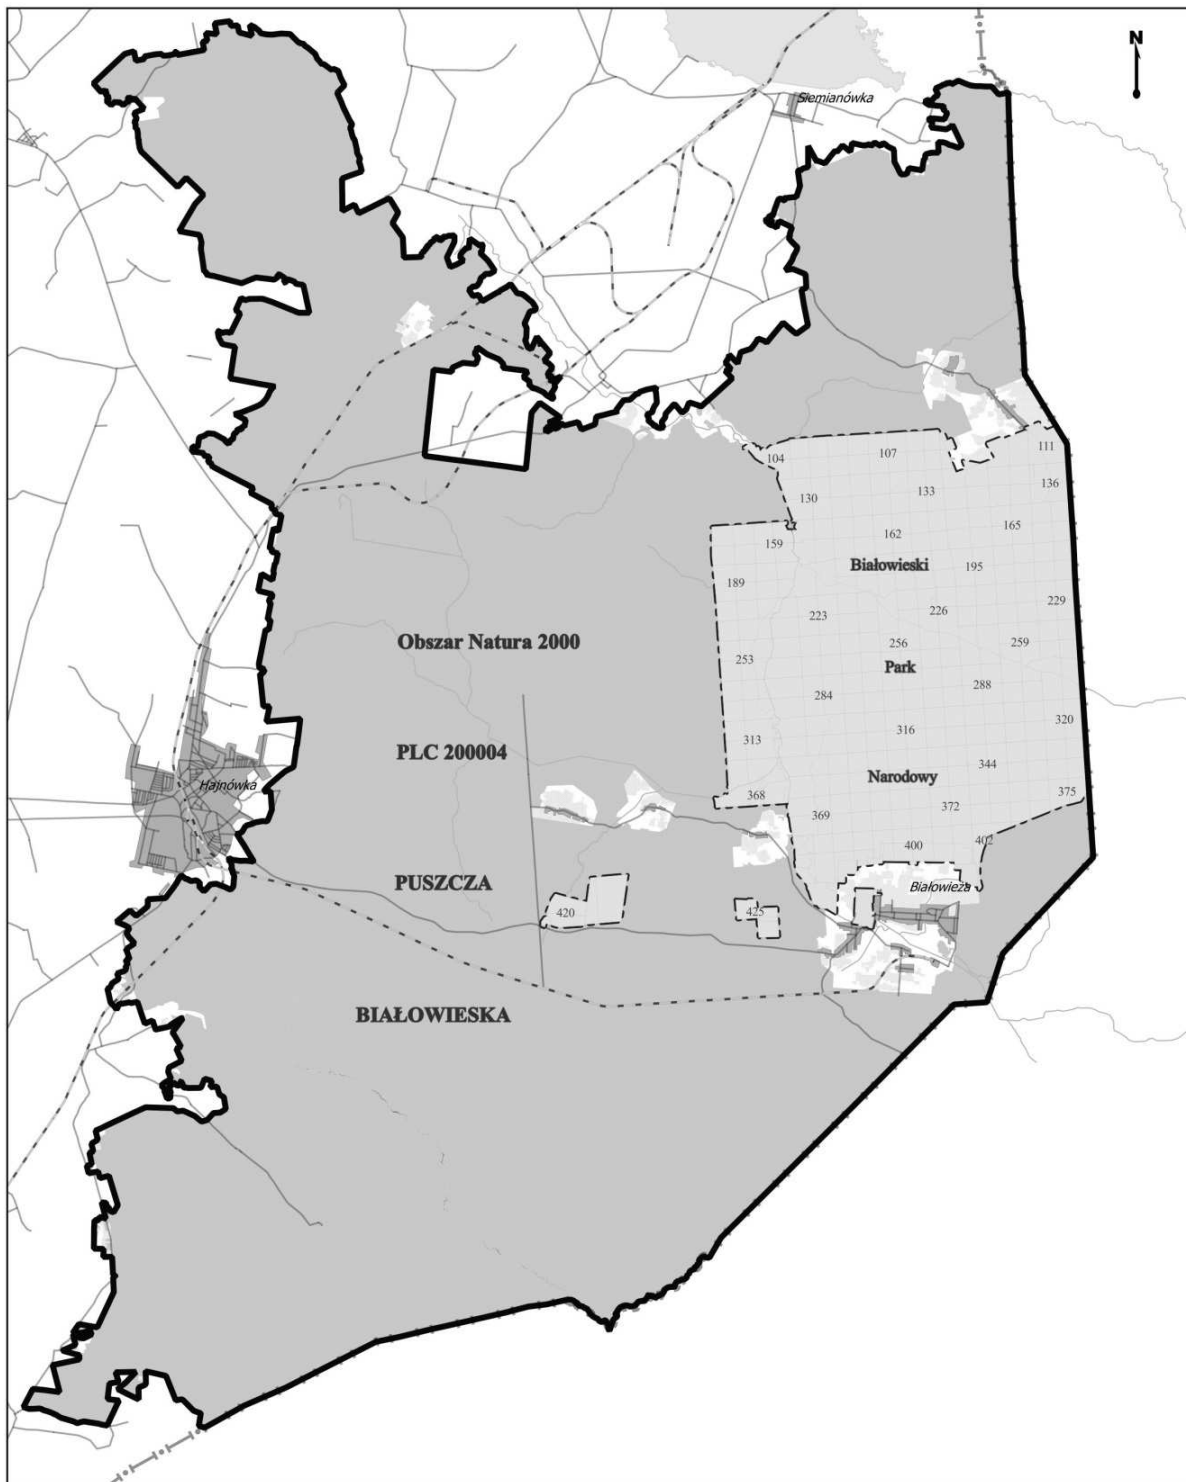 N
Siemianówka
104
107
111
130
133
136
159
162
165
Białowieski
189
195
223
226
229
Obszar Natura 2000
253
256
259
Park
284
288
313
316
320
PLC 200004
344
Narodowy
Hajnówka
368
369
372
375
400
402
PUSZCZA
Białowieża
420
425
BIAŁOWIESKA